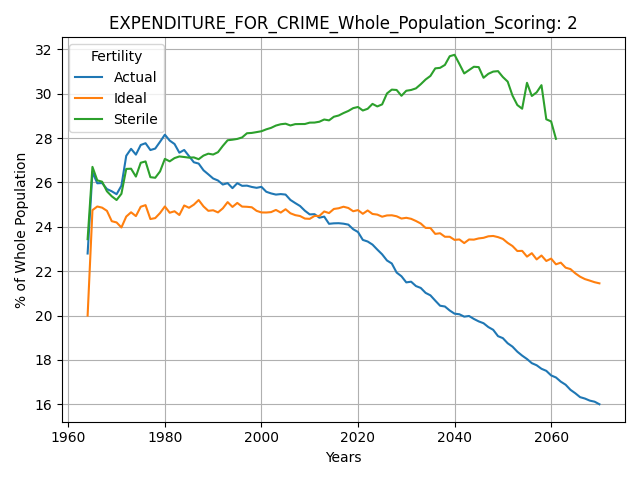 EXPENDITURE_FOR_CRIME_Whole_Population_Scoring: 2
Fertility
Actual
Ideal
Sterile
% of Whole Population
32
30
28
26
24
22
20
18
16
1960
1980
2000
2020
2040
2060
Years